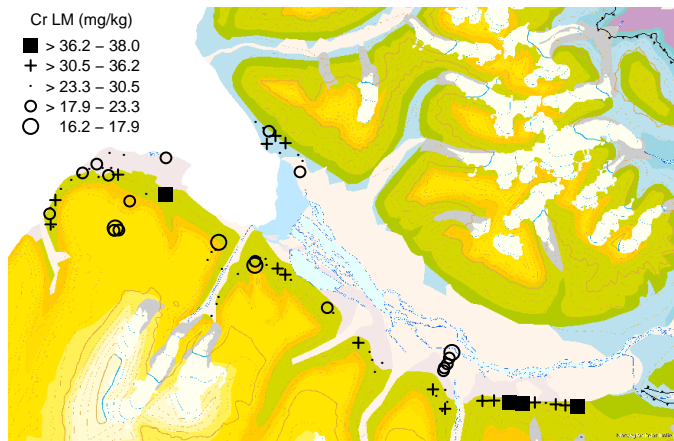 Cr LM (mg/kg)
> 36.2 – 38.0
> 30.5 – 36.2
> 23.3 – 30.5
> 17.9 – 23.3
16.2 – 17.9